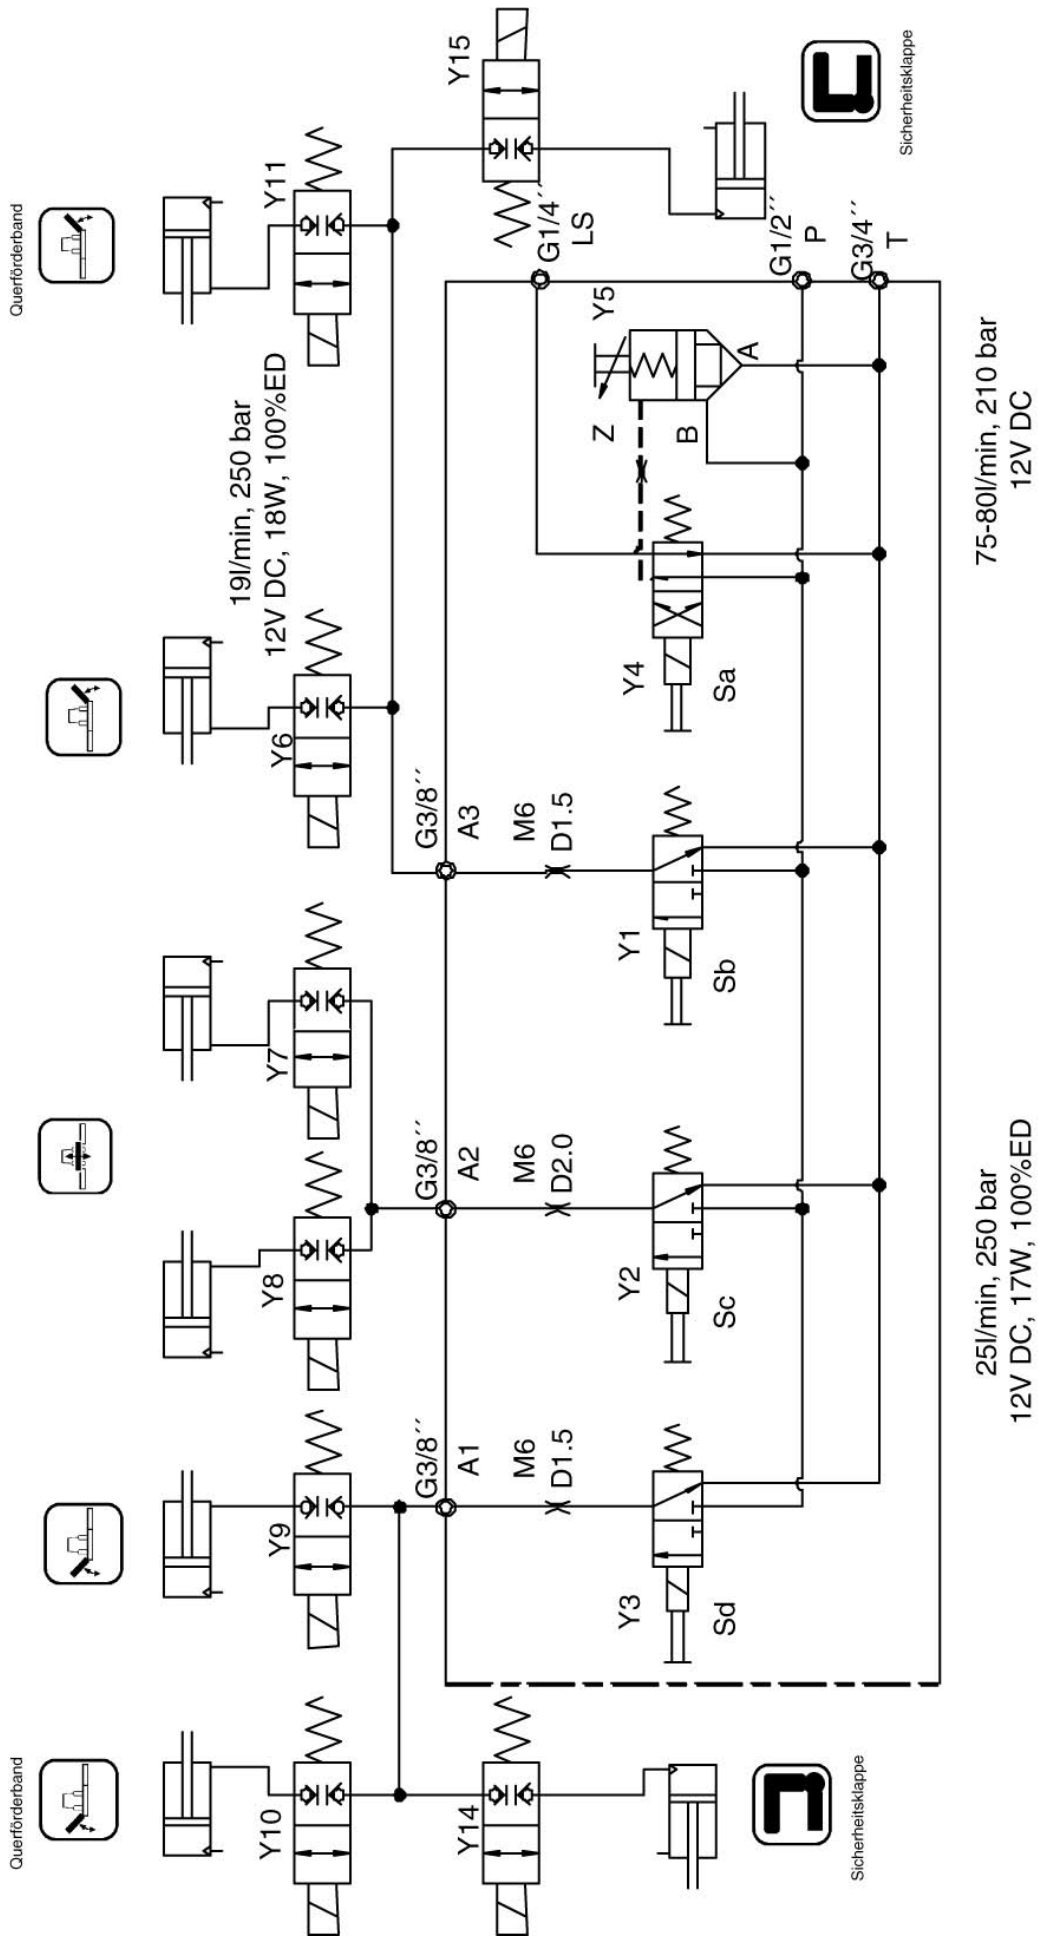 Querförderband
Querförderband
19l/min, 250 bar
12V DC, 18W, 100%ED
Y10
Y9
Y8
Y7
Y6
Y11
G3/8´´
G3/8´´
G3/8´´
Y14
A1
A2
A3
Y15
M6
M6
M6
D1.5
D2.0
D1.5
G1/4´´
LS
Y3
Y2
Y1
Y4
Z
Y5
B
Sd
Sc
Sb
Sa
A
G1/2´´
P
G3/4´´
T
Sicherheitsklappe
Sicherheitsklappe
25l/min, 250 bar
12V DC, 17W, 100%ED
75-80l/min, 210 bar
12V DC